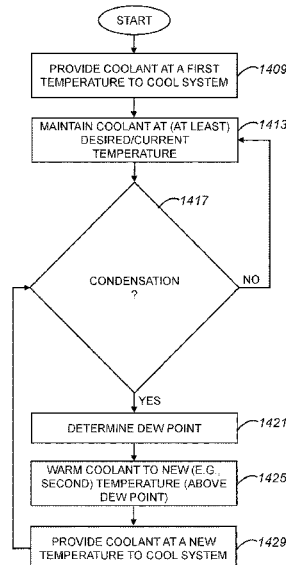 START
PROVIDE COOLANT AT A FIRST
TEMPERATURE TO COOL SYSTEM
1409
MAINTAIN COOLANT AT (AT LEAST)
DESIRED/CURRENT
TEMPERATURE
1413
1417
CONDENSATION
?
NO
YES
DETERMINE DEW POINT
1421
WARM COOLANT TO NEW (E.G.,
SECOND) TEMPERATURE (ABOVE
DEW POINT)
1425
PROVIDE COOLANT AT A NEW
TEMPERATURE TO COOL SYSTEM
1429